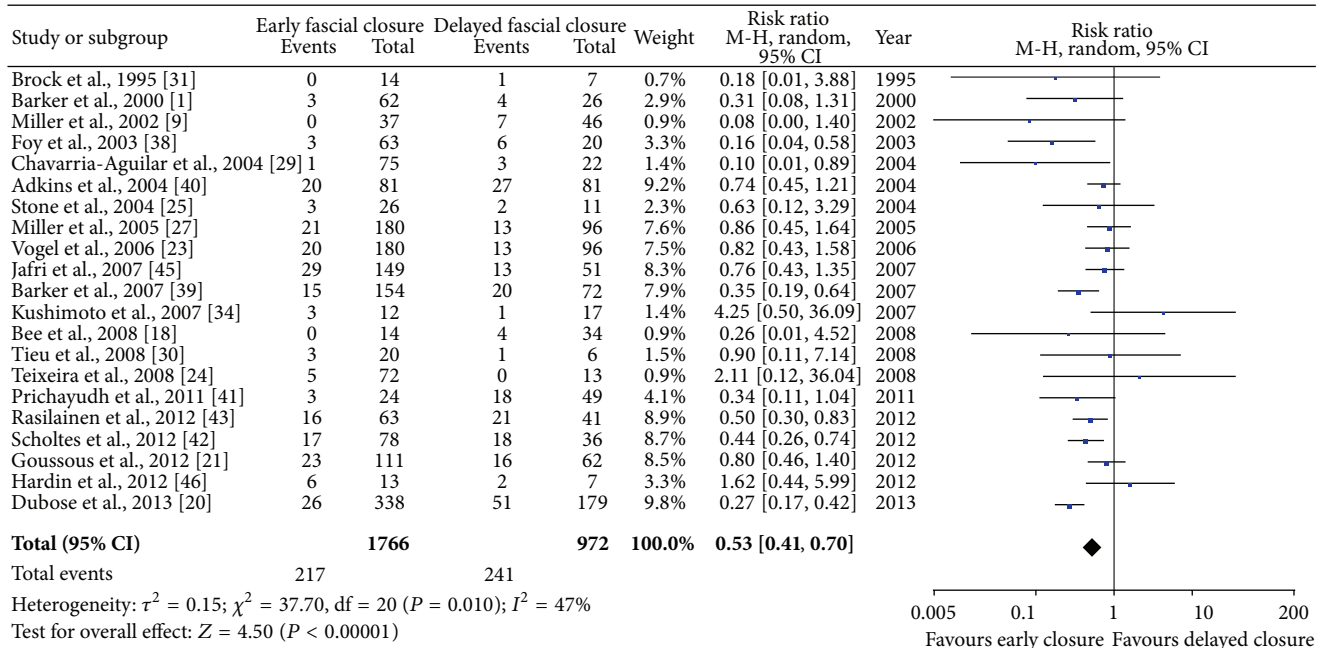 Study or subgroup Early fascial closure Delayed fascial closure Weight Risk ratio Year Risk ratio
Events Total Events Total M-H, random, 95% CI M-H, random, 95% CI
Brock et al., 1995 [31] 0 14 1 7 0.7% 0.18 [0.01, 3.88] 1995
Barker et al., 2000 [1] 3 62 4 26 2.9% 0.31 [0.08, 1.31] 2000
Miller et al., 2002 [9] 0 37 7 46 0.9% 0.08 [0.00, 1.40] 2002
Foy et al., 2003 [38] 3 63 6 20 3.3% 0.16 [0.04, 0.58] 2003
Chavarria-Aguilar et al., 2004 [29] 1 75 3 22 1.4% 0.10 [0.01, 0.89] 2004
Adkins et al., 2004 [40] 20 81 27 81 9.2% 0.74 [0.45, 1.21] 2004
Stone et al., 2004 [25] 3 26 2 11 2.3% 0.63 [0.12, 3.29] 2004
Miller et al., 2005 [27] 21 180 13 96 7.6% 0.86 [0.45, 1.64] 2005
Vogel et al., 2006 [23] 20 180 13 96 7.5% 0.82 [0.43, 1.58] 2006
Jafri et al., 2007 [45] 29 149 13 51 8.3% 0.76 [0.43, 1.35] 2007
Barker et al., 2007 [39] 15 154 20 72 7.9% 0.35 [0.19, 0.64] 2007
Kushimoto et al., 2007 [34] 3 12 1 17 1.4% 4.25 [0.50, 36.09] 2007
Bee et al., 2008 [18] 0 14 4 34 0.9% 0.26 [0.01, 4.52] 2008
Tieu et al., 2008 [30] 3 20 1 6 1.5% 0.90 [0.11, 7.14] 2008
Teixeira et al., 2008 [24] 5 72 0 13 0.9% 2.11 [0.12, 36.04] 2008
Prichayudh et al., 2011 [41] 3 24 18 49 4.1% 0.34 [0.11, 1.04] 2011
Rasilainen et al., 2012 [43] 16 63 21 41 8.9% 0.50 [0.30, 0.83] 2012
Scholtes et al., 2012 [42] 17 78 18 36 8.7% 0.44 [0.26, 0.74] 2012
Goussous et al., 2012 [21] 23 111 16 62 8.5% 0.80 [0.46, 1.40] 2012
Hardin et al., 2012 [46] 6 13 2 7 3.3% 1.62 [0.44, 5.99] 2012
Dubose et al., 2013 [20] 26 338 51 179 9.8% 0.27 [0.17, 0.42] 2013
Total (95% CI) 1766 972 100.0% 0.53 [0.41, 0.70]
Total events 217 241
Heterogeneity: τ² = 0.15; χ² = 37.70, df = 20 (P = 0.010); I² = 47%
Test for overall effect: Z = 4.50 (P < 0.00001)
0.005 0.1 1 10 200
Favours early closure Favours delayed closure